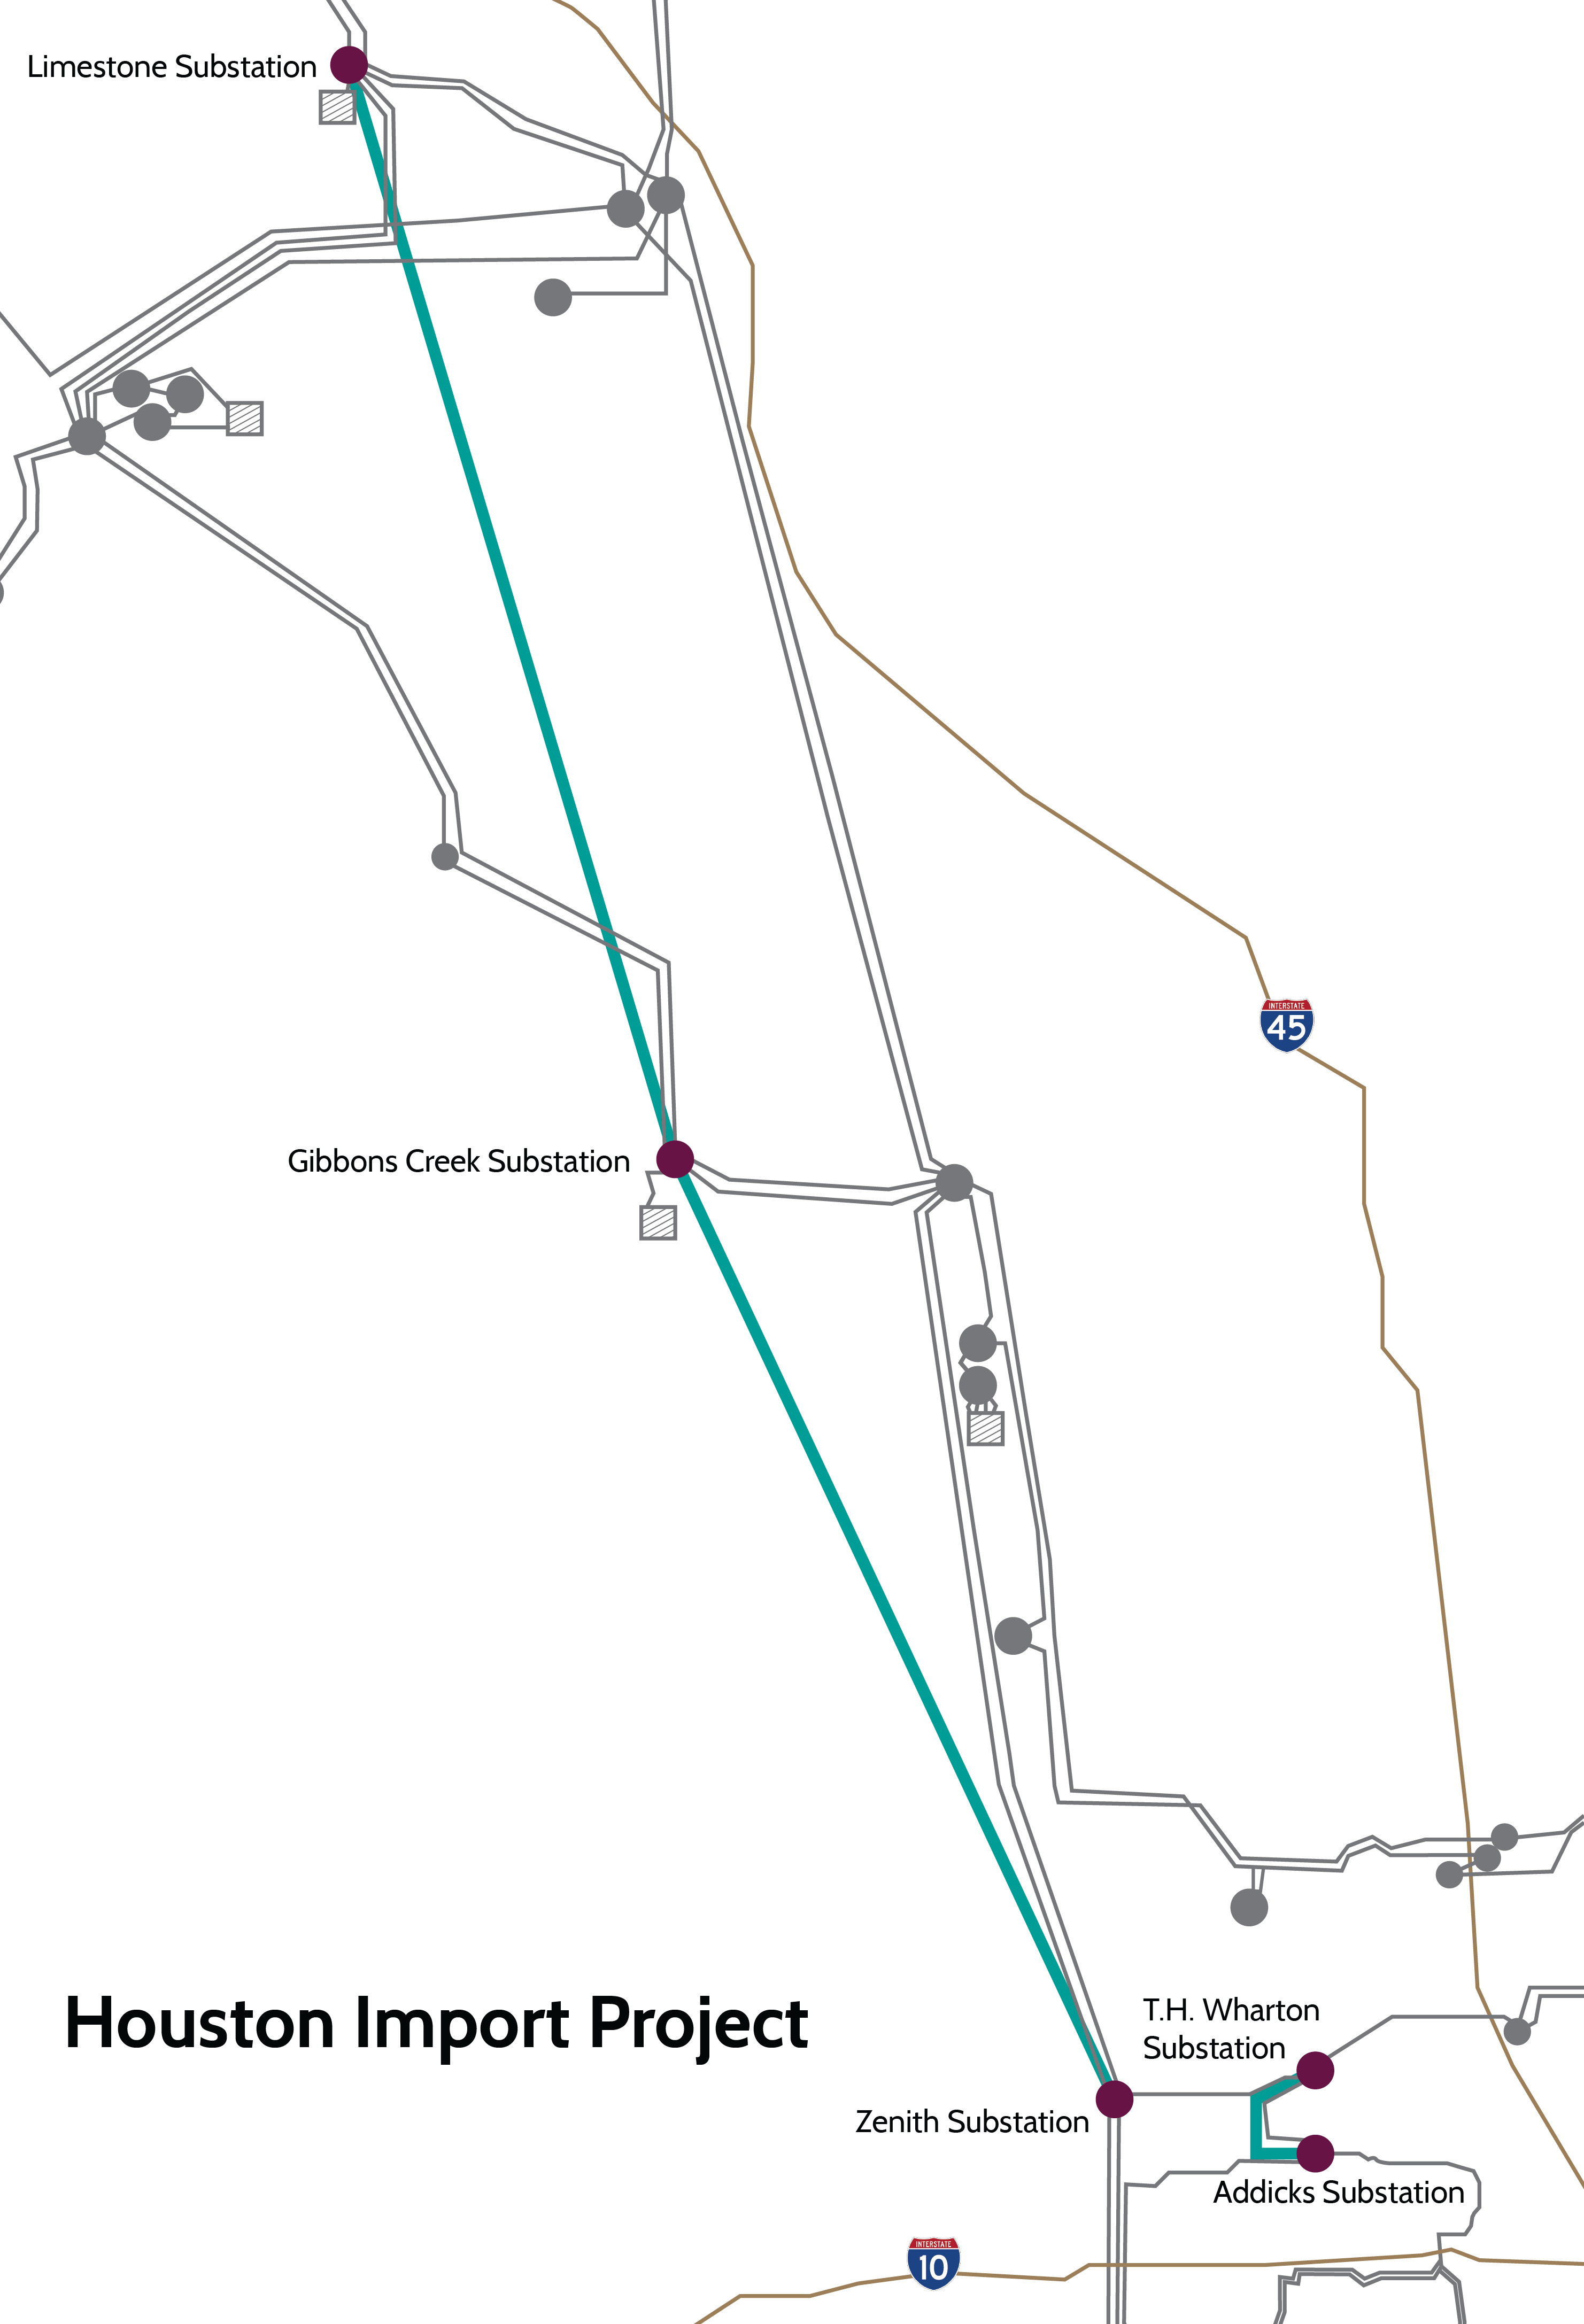 Limestone Substation
INTERSTATE
45
Gibbons Creek Substation
Houston Import Project
T.H. Wharton
Substation
Zenith Substation
Addicks Substation
INTERSTATE
10